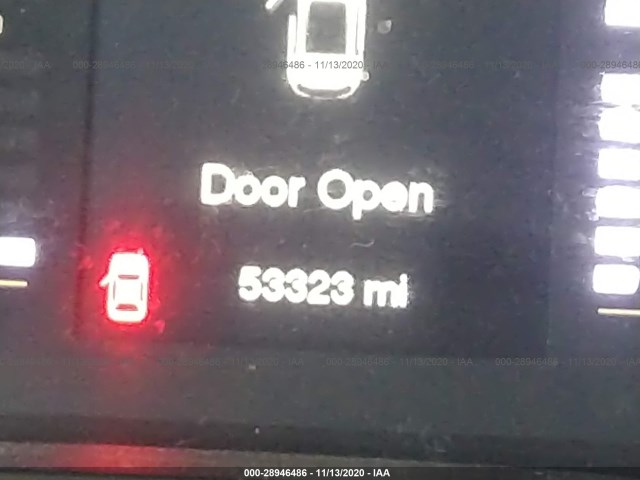 000-28946486 - 11/13/2020 - IAA
Door Open
53323 mi
000-28946486 - 11/13/2020 - IAA
000-28946486 - 11/13/2020 - IAA